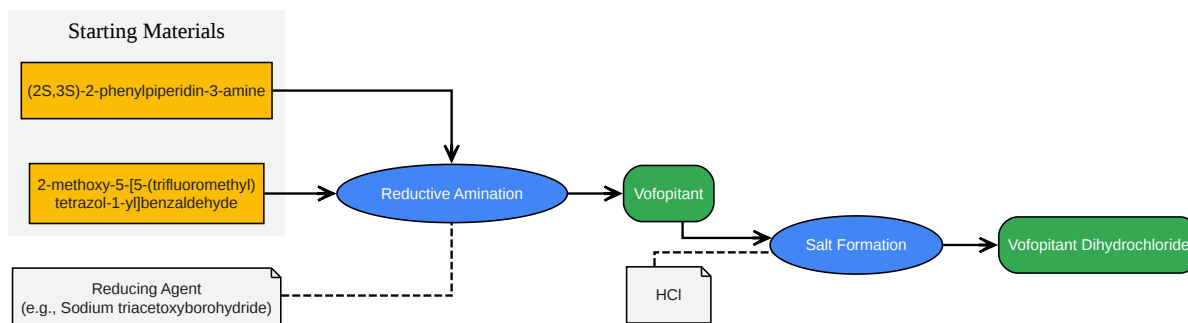 Starting Materials
(2S,3S)-2-phenylpiperidin-3-amine
2-methoxy-5-[5-(trifluoromethyl)
tetrazol-1-yl]benzaldehyde
Reductive Amination
Vofopitant
Salt Formation
Vofopitant Dihydrochloride
Reducing Agent
(e.g., Sodium triacetoxyborohydride)
HCl